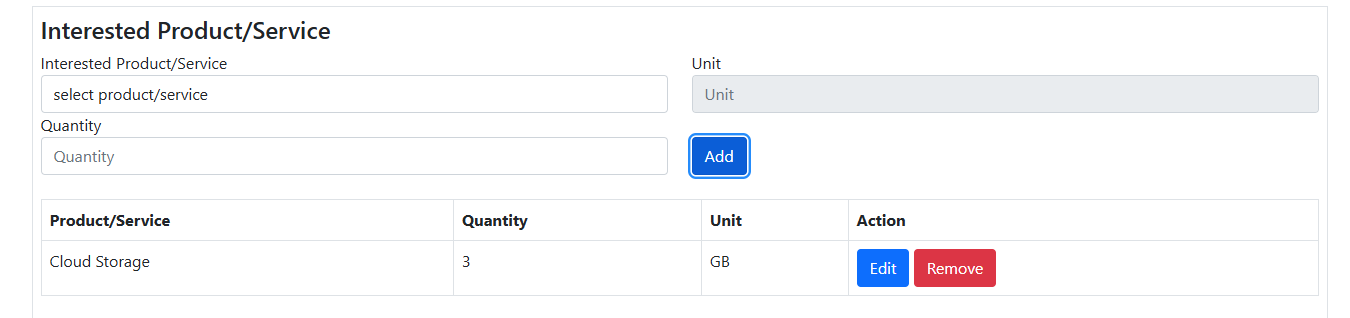 Interested Product/Service
Interested Product/Service Unit
select product/service Unit
Quantity
Quantity Add
Product/Service Quantity Unit Action
Cloud Storage 3 GB Edit Remove